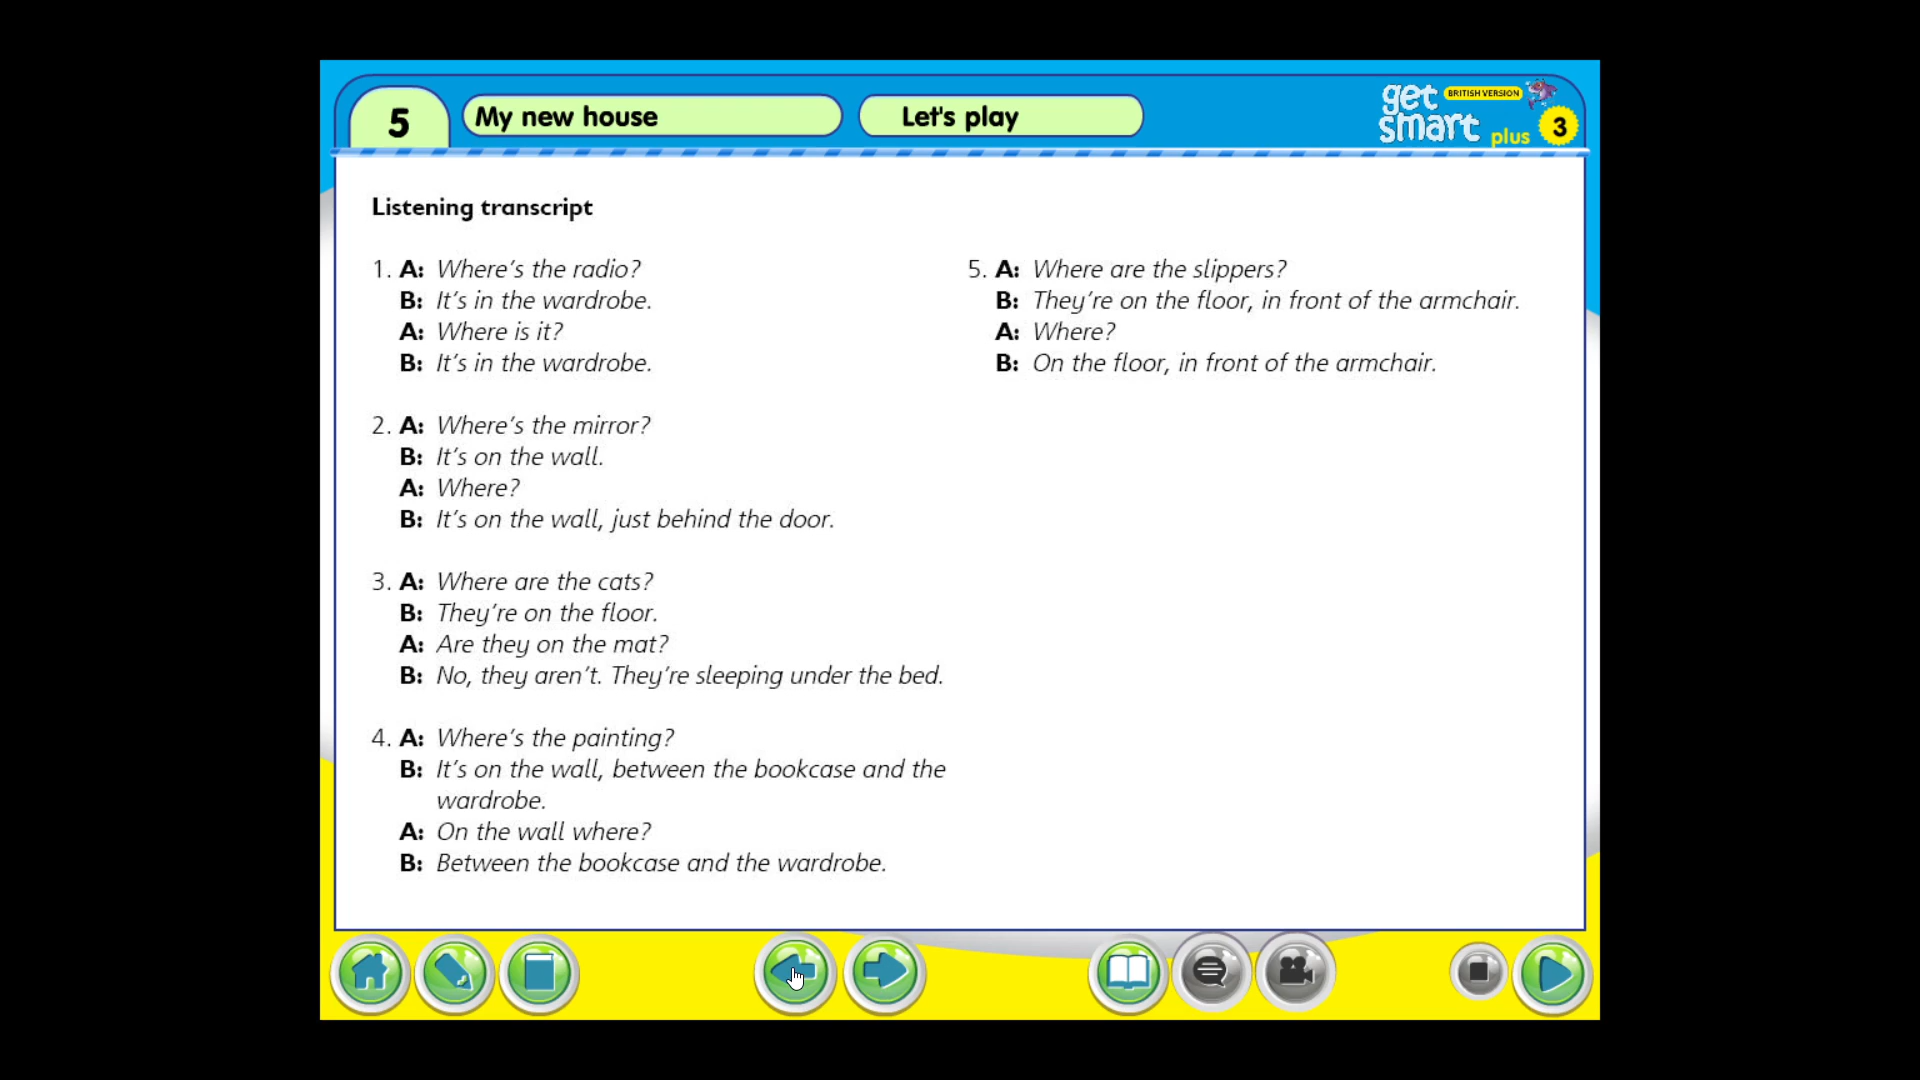 5
My new house
Let's play
get smart plus 3
BRITISH VERSION
Listening transcript
1. A: Where's the radio?
B: It's in the wardrobe.
A: Where is it?
B: It's in the wardrobe.
2. A: Where's the mirror?
B: It's on the wall.
A: Where?
B: It's on the wall, just behind the door.
3. A: Where are the cats?
B: They're on the floor.
A: Are they on the mat?
B: No, they aren't. They're sleeping under the bed.
4. A: Where's the painting?
B: It's on the wall, between the bookcase and the
wardrobe.
A: On the wall where?
B: Between the bookcase and the wardrobe.
5. A: Where are the slippers?
B: They're on the floor, in front of the armchair.
A: Where?
B: On the floor, in front of the armchair.